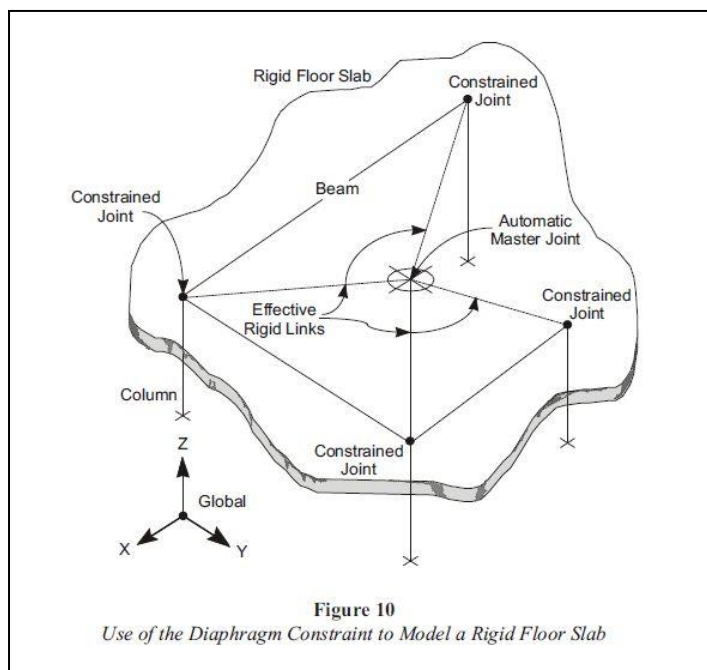 Rigid Floor Slab
Constrained
Joint
Constrained
Joint
Beam
Automatic
Master Joint
Effective
Rigid Links
Constrained
Joint
Column
Constrained
Joint
Z
Global
X
Y
Figure 10
Use of the Diaphragm Constraint to Model a Rigid Floor Slab